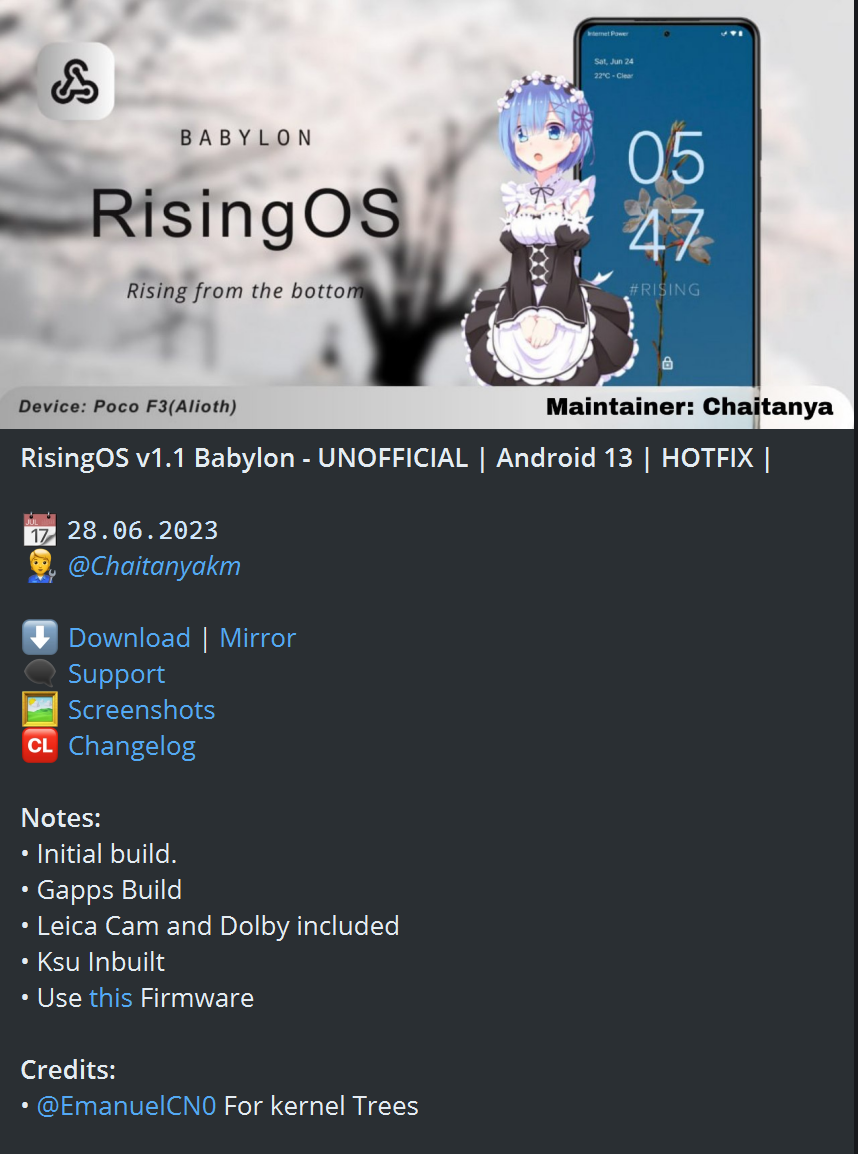 BABYLON
RisingOS
Rising from the bottom
Internet Power
Sat, Jun 24
22°C - Clear
05
47
#RISING
Device: Poco F3(Alioth)
Maintainer: Chaitanya
RisingOS v1.1 Babylon - UNOFFICIAL | Android 13 | HOTFIX |
JUL
17
28.06.2023
@Chaitanyakm
Download | Mirror
Support
Screenshots
CL Changelog
Notes:
• Initial build.
• Gapps Build
• Leica Cam and Dolby included
• Ksu Inbuilt
• Use this Firmware
Credits:
• @EmanuelCN0 For kernel Trees